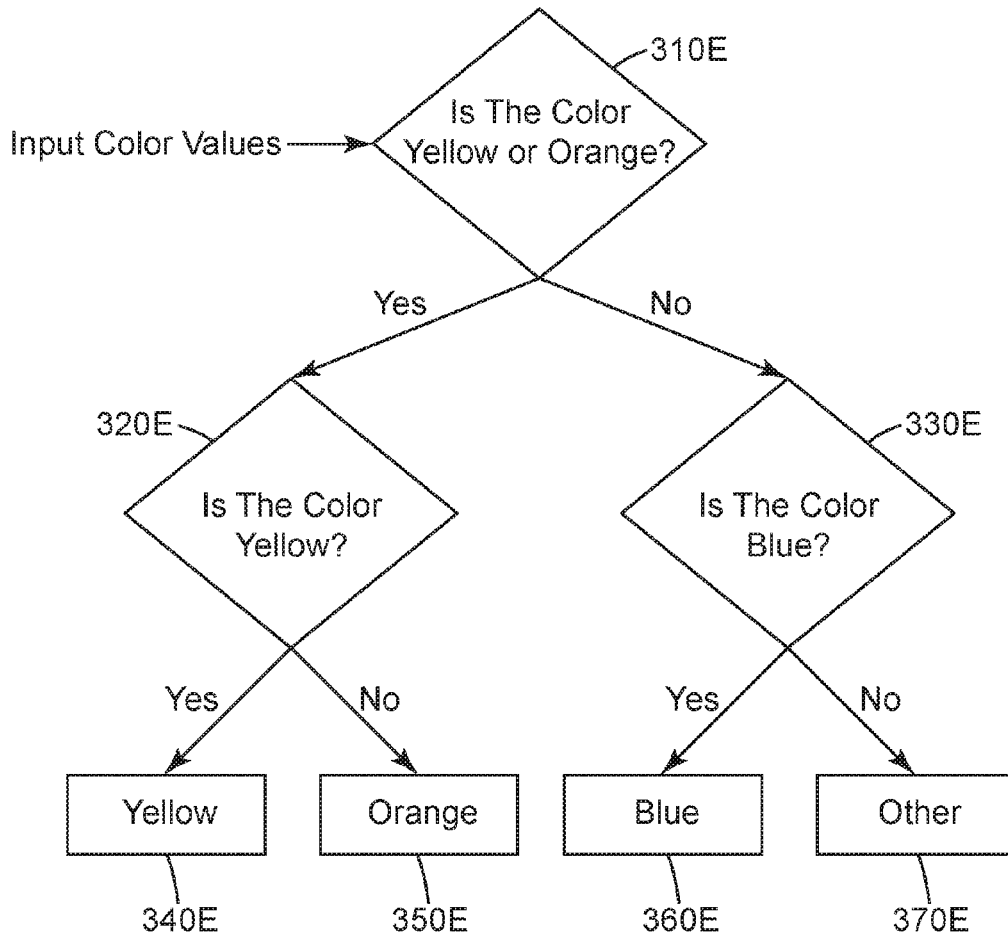 310E
Is The Color
Yellow or Orange?
Input Color Values
Yes
No
320E
330E
Is The Color
Yellow?
Is The Color
Blue?
Yes
No
Yes
No
Yellow
Orange
Blue
Other
340E
350E
360E
370E